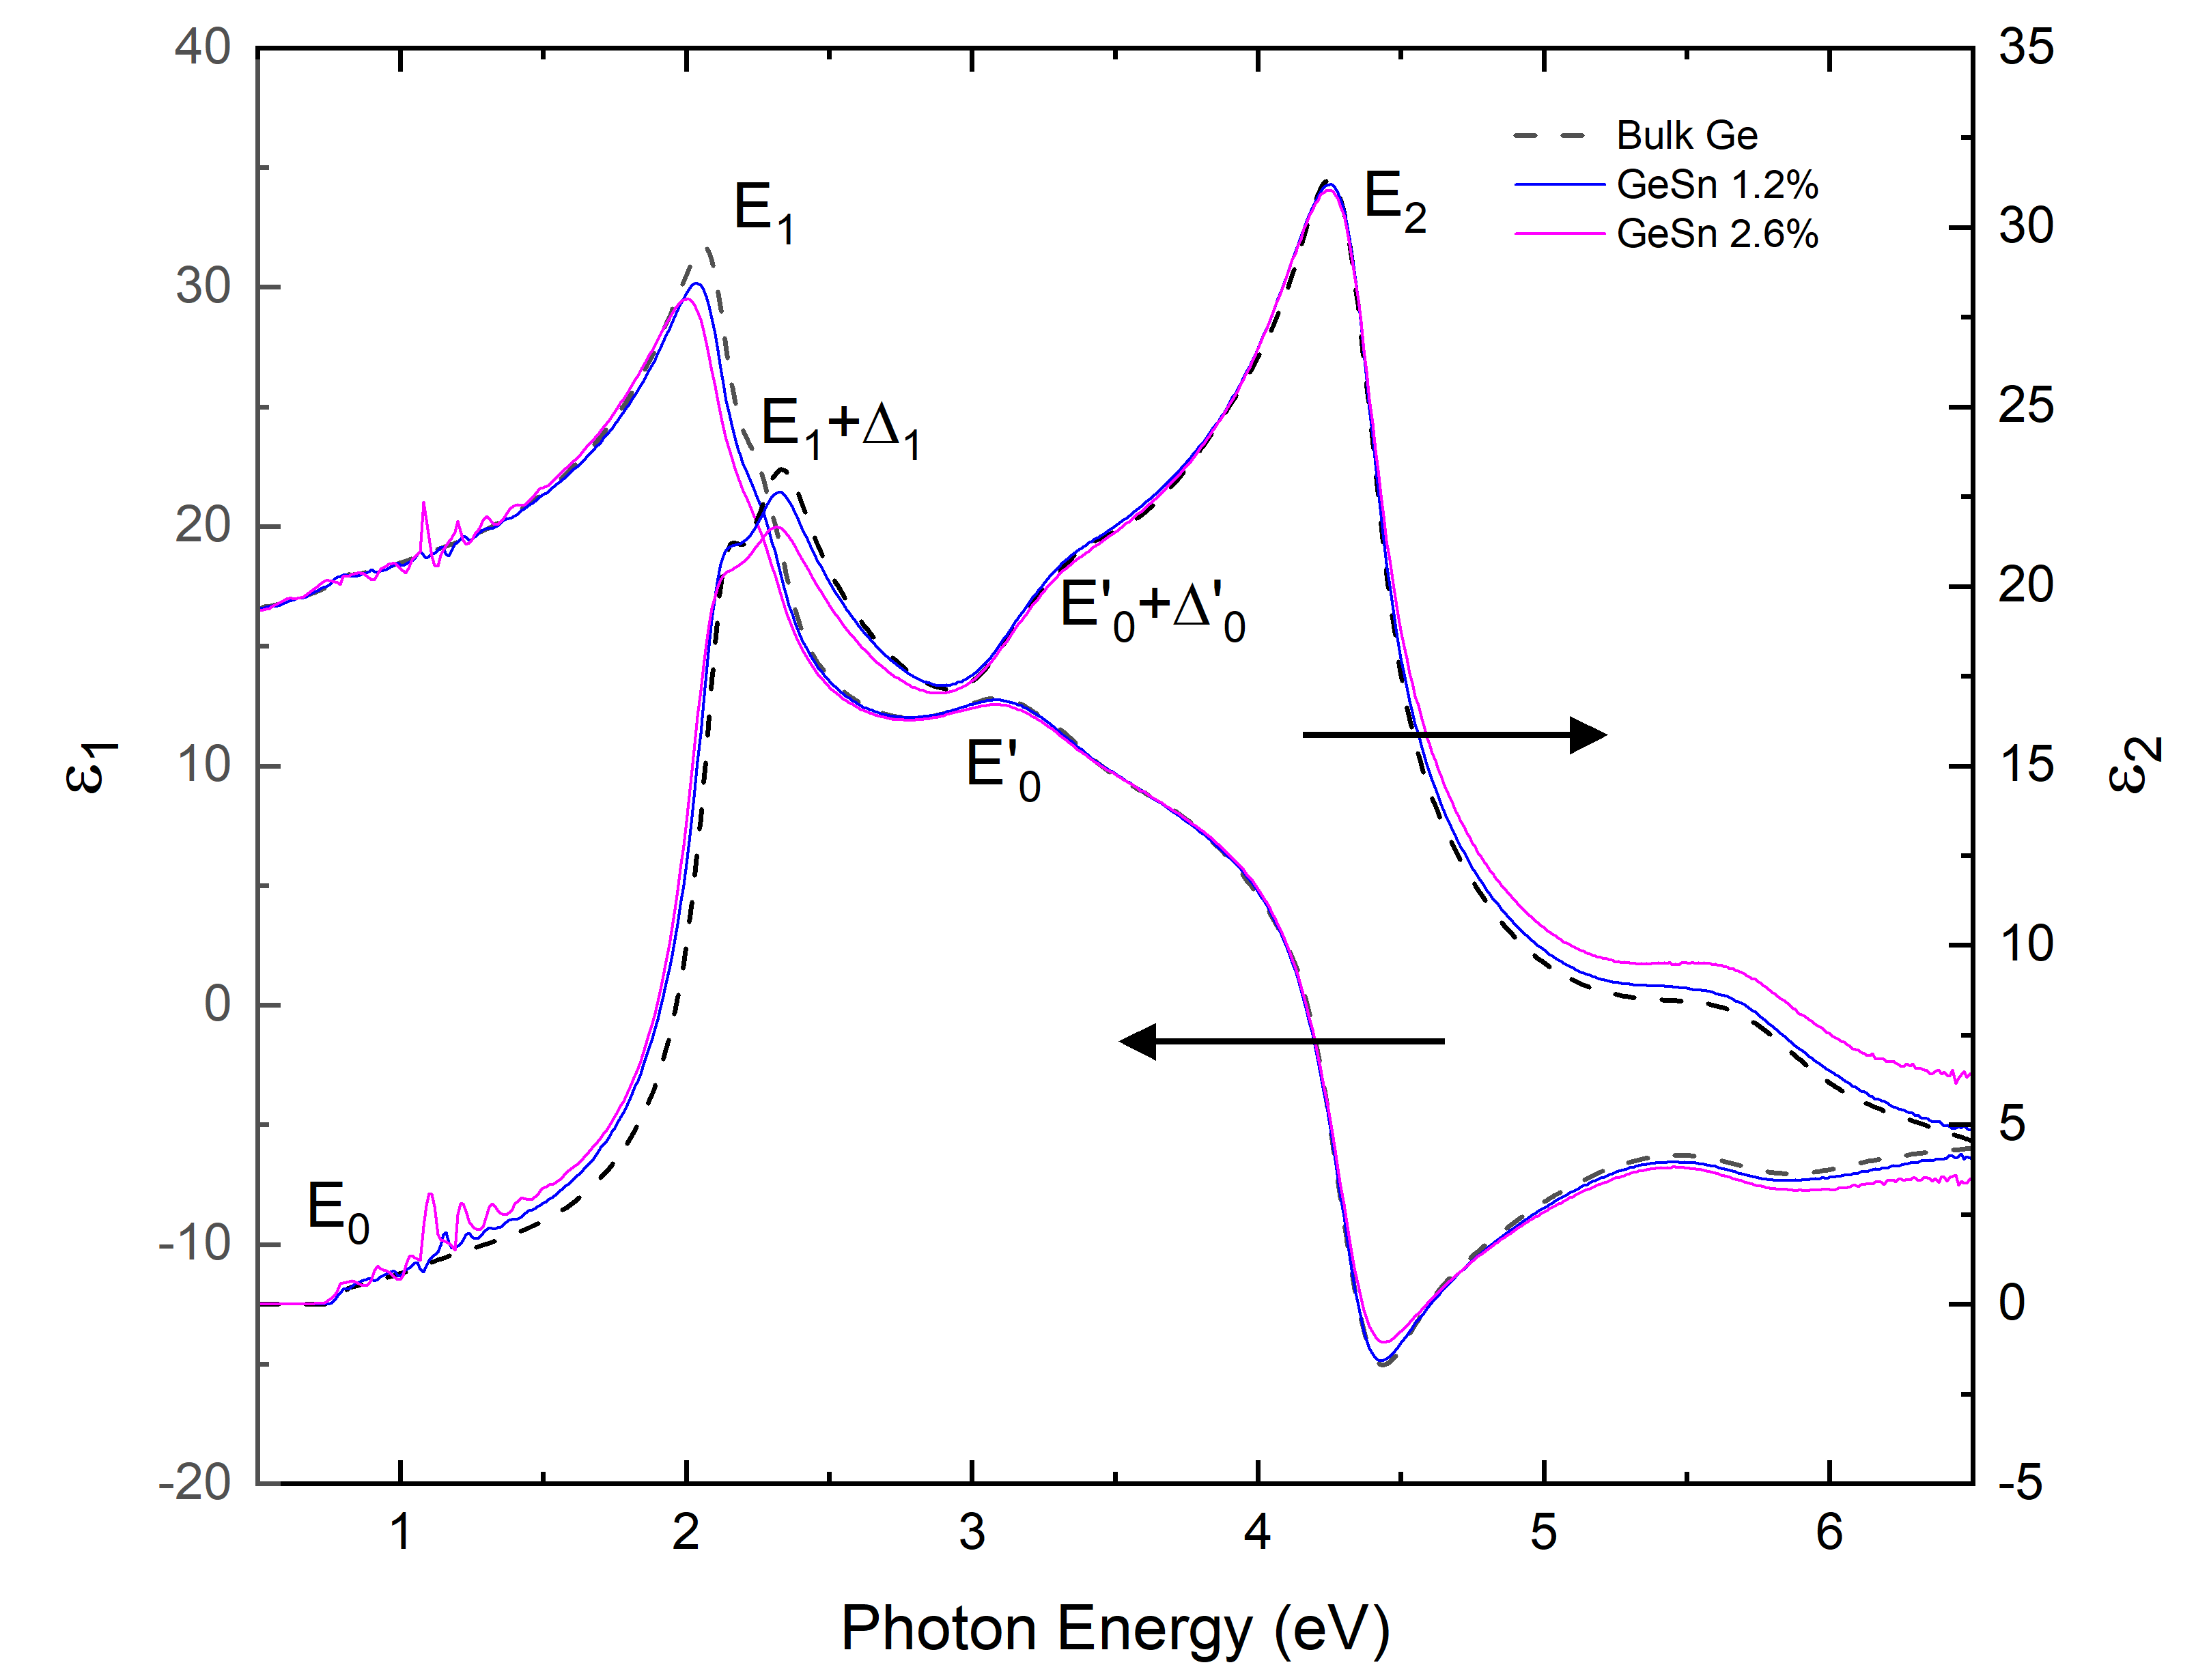 40
30
20
10
0
-10
-20
ε1
35
30
25
20
15
10
5
0
-5
ε2
Bulk Ge
GeSn 1.2%
GeSn 2.6%
E1
E2
E1+Δ1
E'0+Δ'0
E'0
E0
1 2 3 4 5 6
Photon Energy (eV)